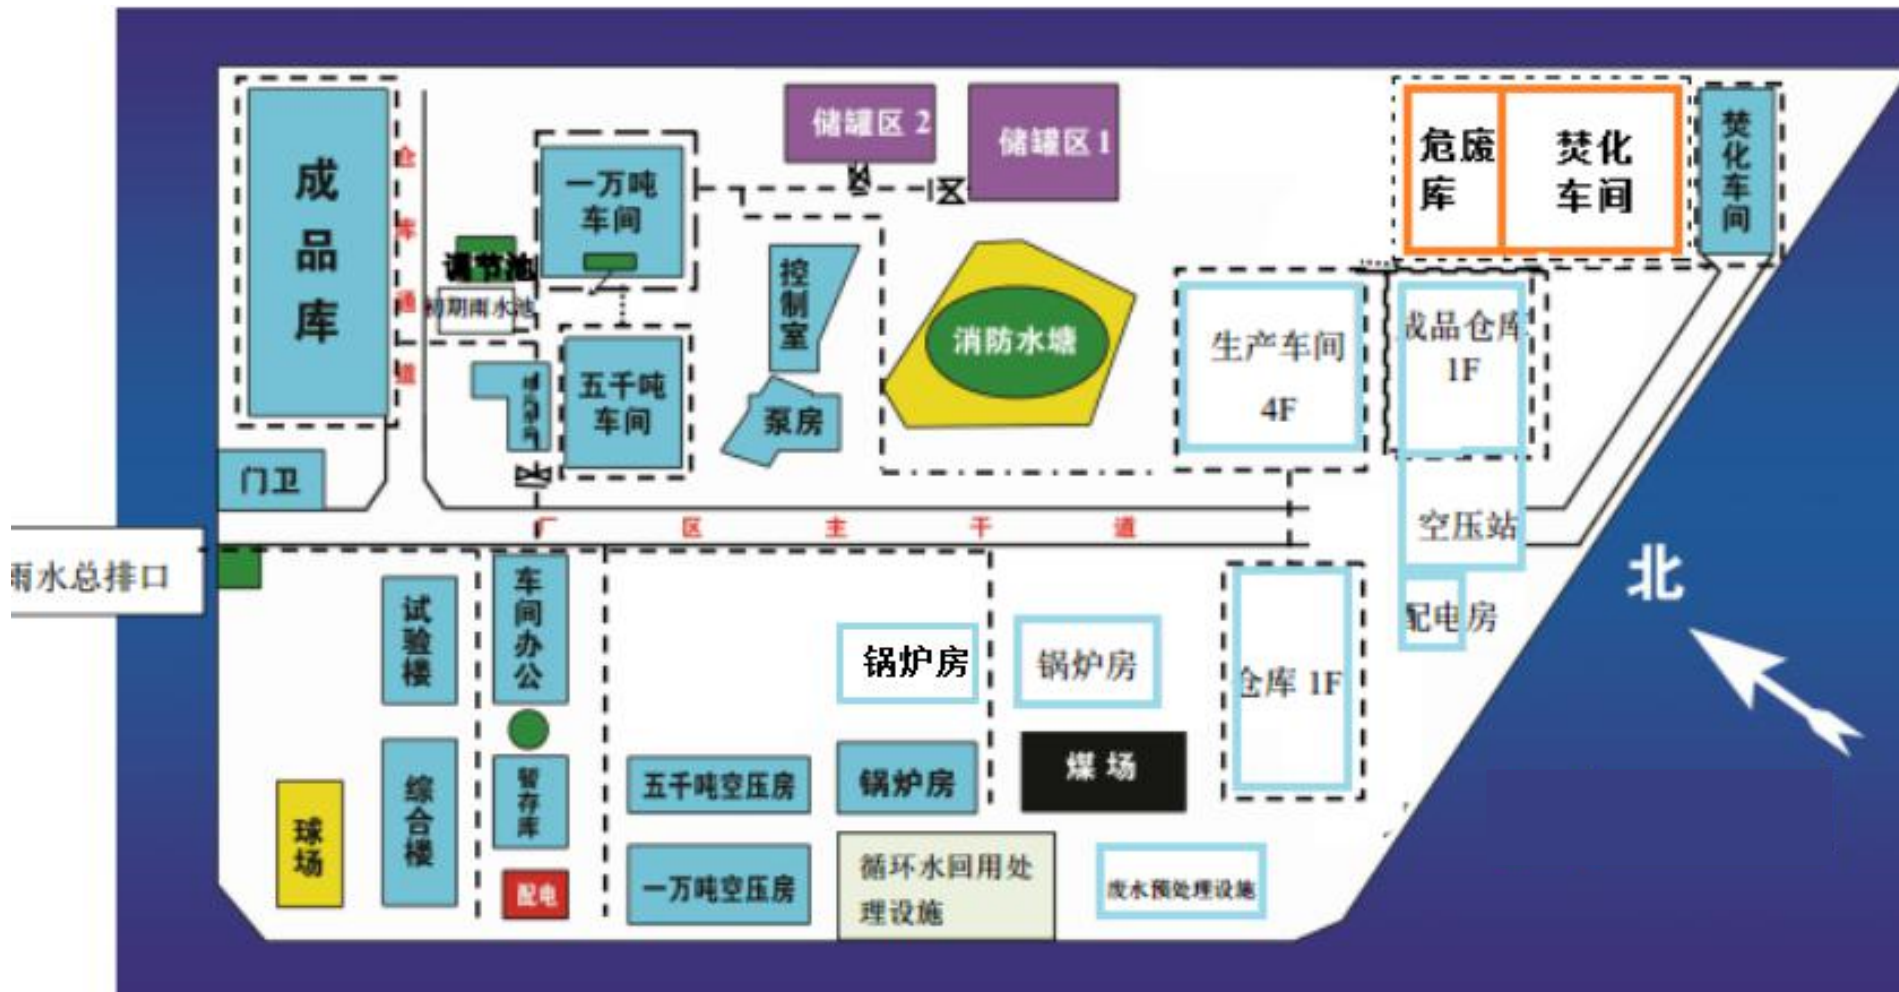 成品库
仓库通道
调节池
初期雨水池
一万吨
车间
储罐区 2
储罐区 1
危废
库
焚化
车间
焚化车间
控制室
消防水塘
生产车间
4F
成品仓库
1F
五千吨
车间
泵房
门卫
空压站
厂区主干道
雨水总排口
北
配电房
试验楼
车间办公
锅炉房
锅炉房
仓库 1F
综合楼
暂存库
五千吨空压房
锅炉房
煤场
球场
配电
一万吨空压房
循环水回用处
理设施
废水预处理设施